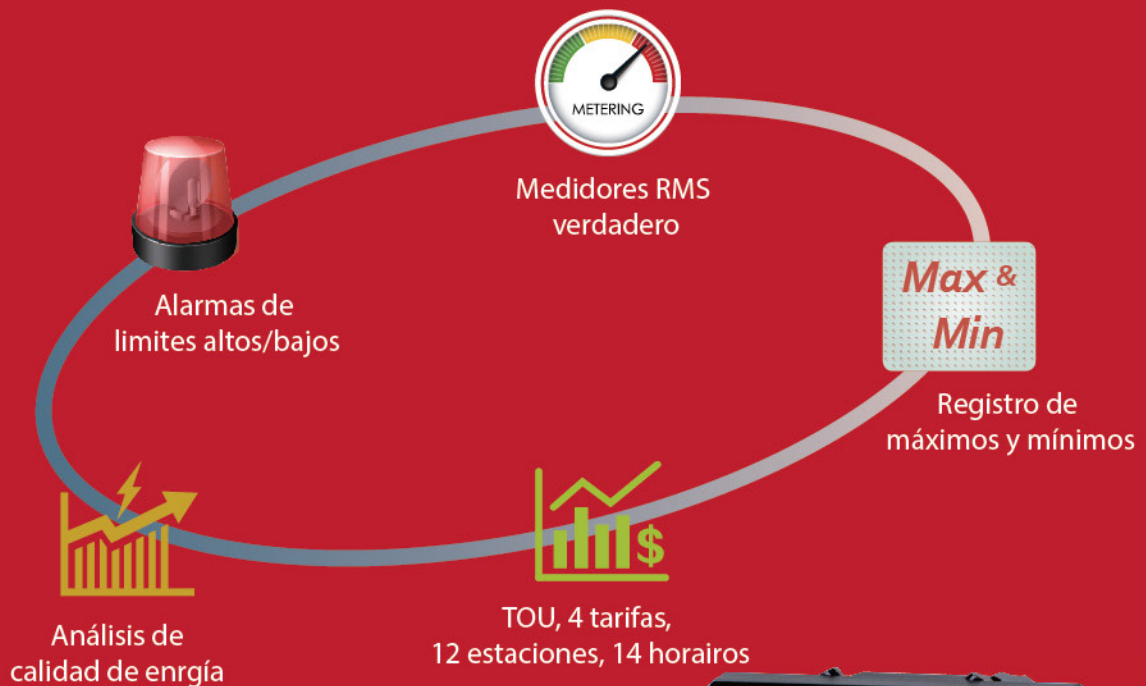 METERING
Medidores RMS
verdadero
Alarmas de
limites altos/bajos
Max &
Min
Registro de
máximos y mínimos
$
TOU, 4 tarifas,
12 estaciones, 14 horairos
Análisis de
calidad de enrgía